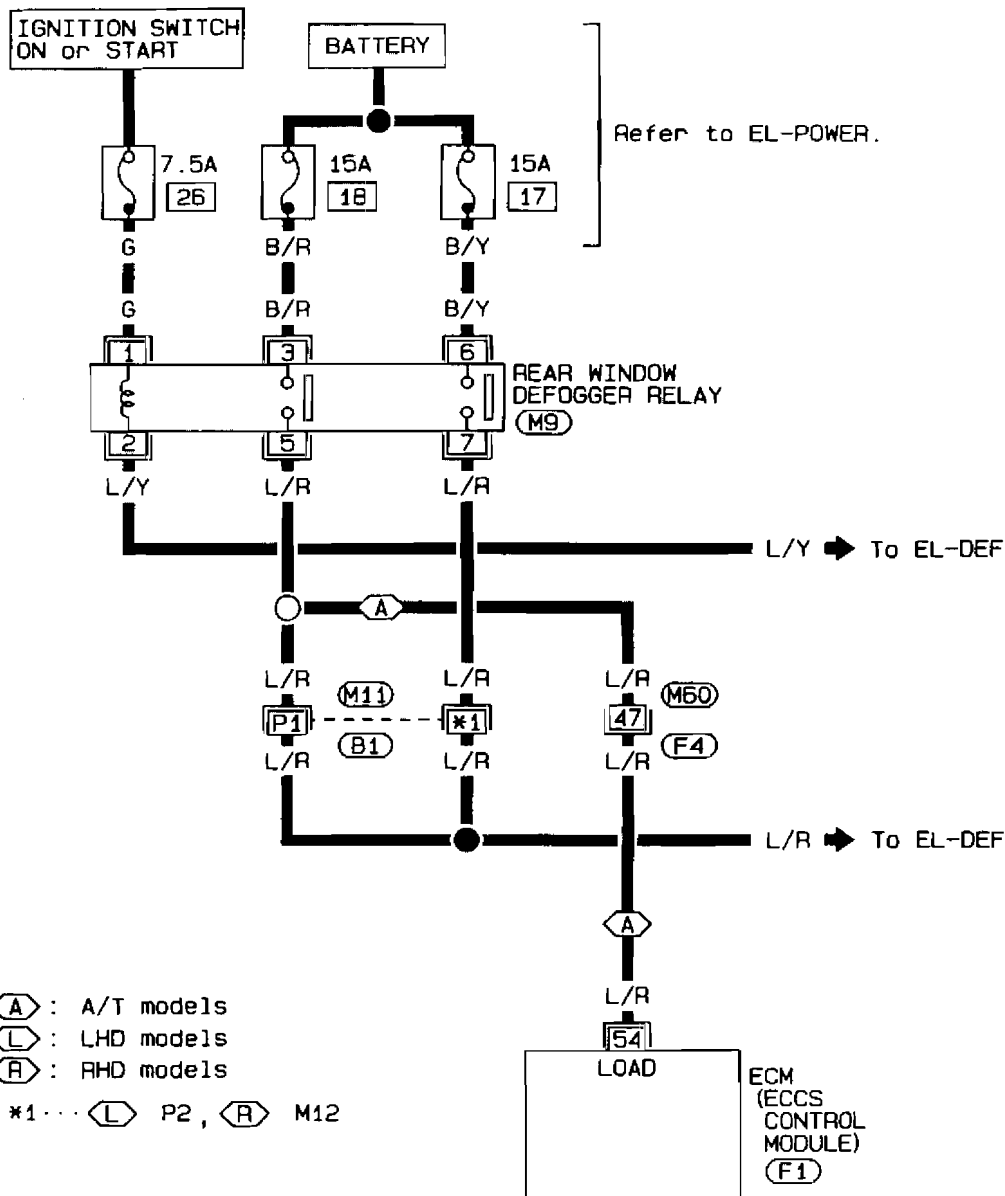 IGNITION SWITCH
ON or START
BATTERY
Refer to EL-POWER.
7.5A
26
15A
18
15A
17
G
B/R
B/Y
G
B/R
B/Y
1
3
6
REAR WINDOW
DEFOGGER RELAY
M9
2
5
7
L/Y
L/R
L/R
L/Y
To EL-DEF
A
L/R
L/R
L/R
M11
M60
P1
*1
47
B1
F4
L/R
L/R
L/R
L/R
To EL-DEF
A
L/R
54
LOAD
ECM
(ECCS
CONTROL
MODULE)
F1
A : A/T models
L : LHD models
R : RHD models
*1··· L P2, R M12